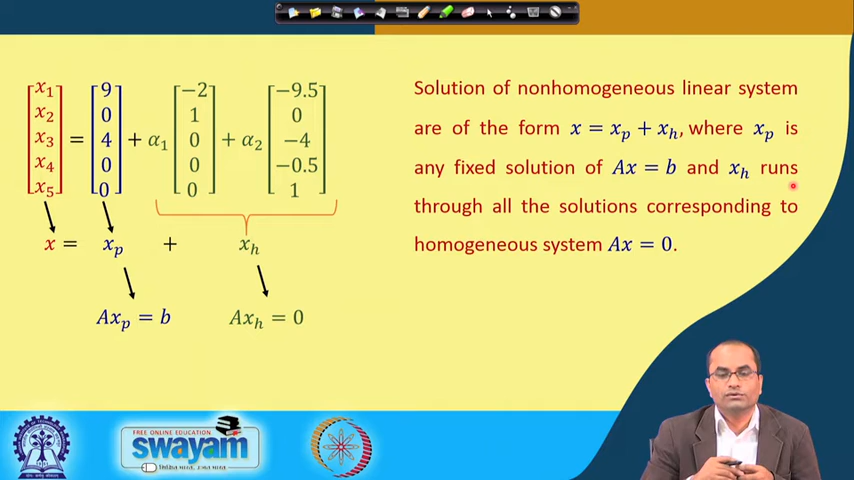 [x₁ x₂ x₃ x₄ x₅] = [9 0 4 0 0] + α₁ [−2 1 0 0 0] + α₂ [−9.5 0 −4 −0.5 1]
x = xₚ + xₕ
Axₚ = b Axₕ = 0
Solution of nonhomogeneous linear system
are of the form x = xₚ + xₕ, where xₚ is
any fixed solution of Ax = b and xₕ runs
through all the solutions corresponding to
homogeneous system Ax = 0.
FREE ONLINE EDUCATION
swayam